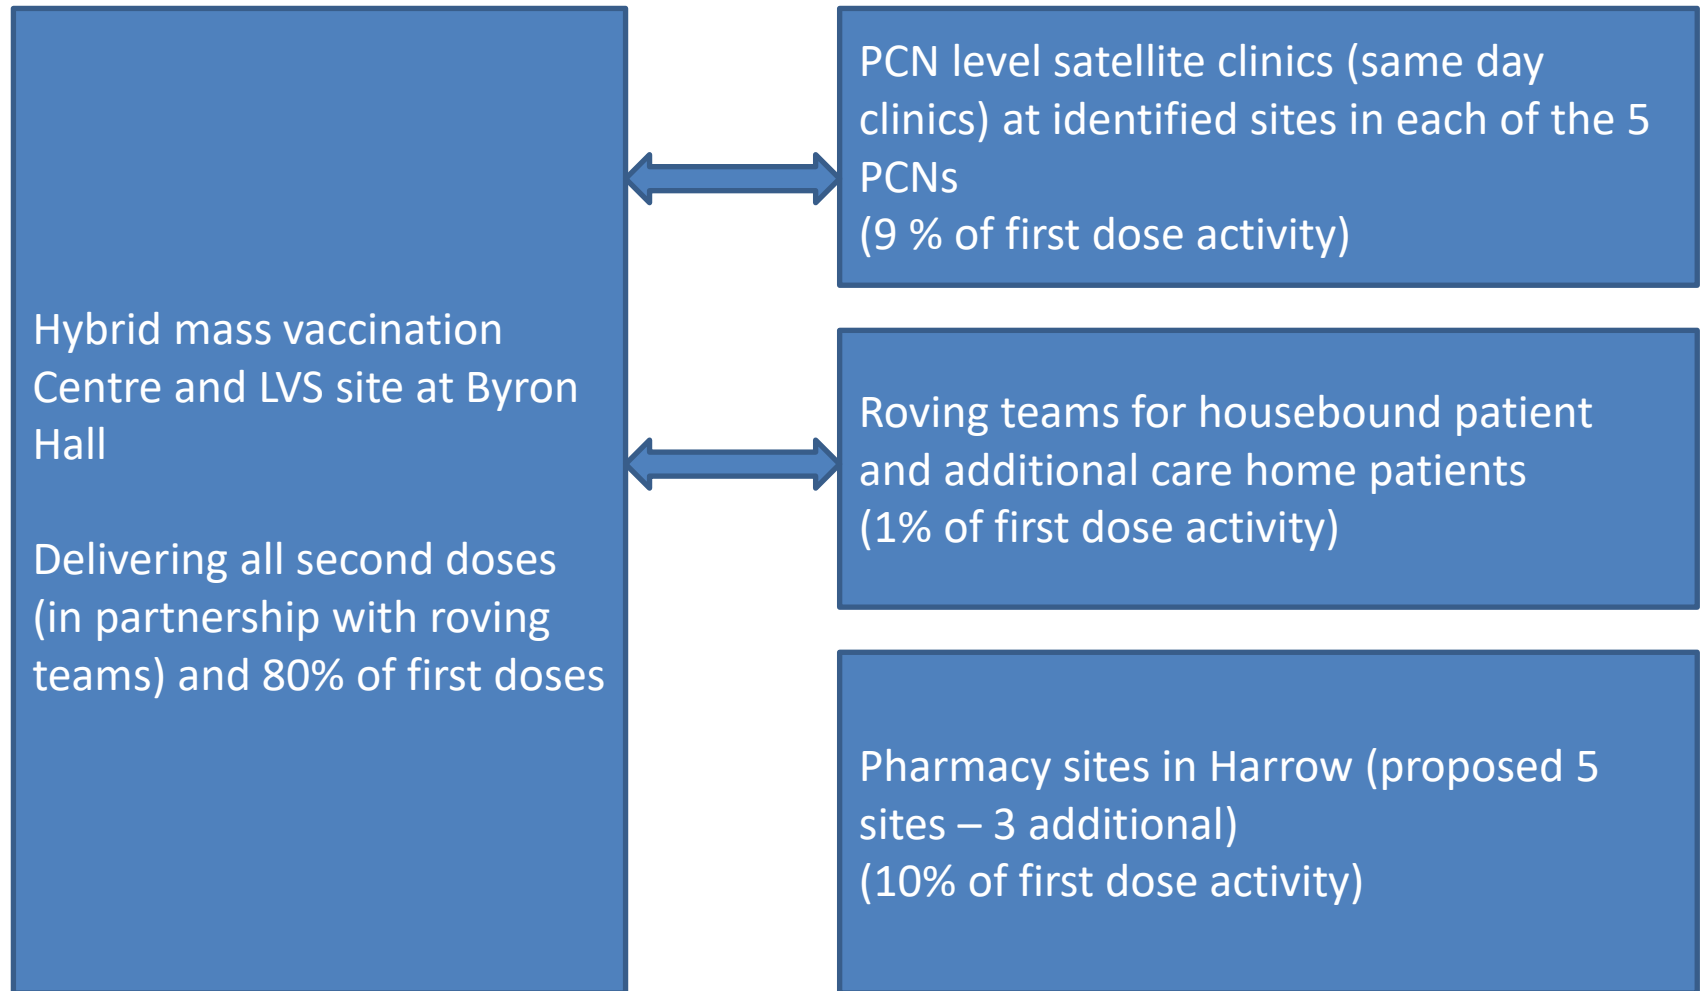 Hybrid mass vaccination
Centre and LVS site at Byron
Hall
Delivering all second doses
(in partnership with roving
teams) and 80% of first doses
PCN level satellite clinics (same day
clinics) at identified sites in each of the 5
PCNs
(9 % of first dose activity)
Roving teams for housebound patient
and additional care home patients
(1% of first dose activity)
Pharmacy sites in Harrow (proposed 5
sites – 3 additional)
(10% of first dose activity)